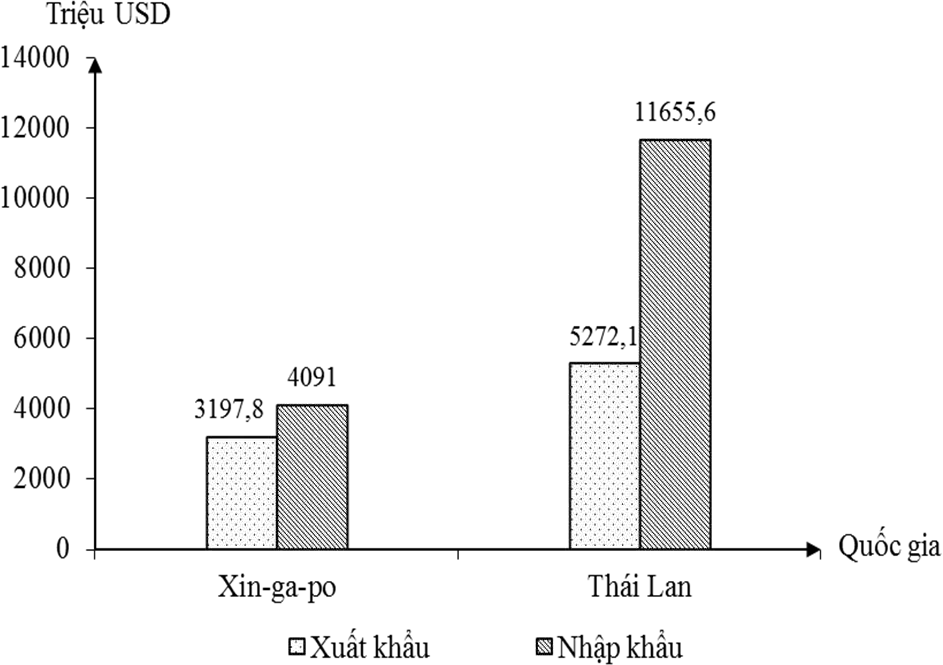 Triệu USD
14000
12000
10000
8000
6000
4000
2000
0
3197,8
4091
5272,1
11655,6
Xin-ga-po
Thái Lan
Quốc gia
Xuất khẩu
Nhập khẩu